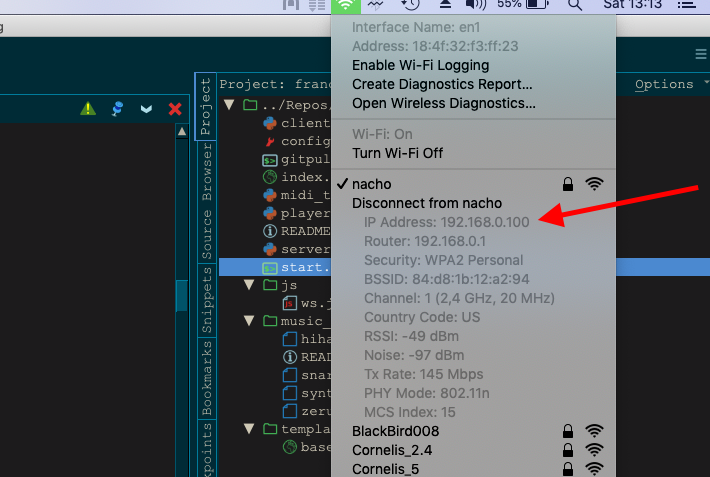 55%
Sat 13:13
g
Interface Name: en1
Address: 18:4f:32:f3:ff:23
Enable Wi-Fi Logging
Create Diagnostics Report...
Open Wireless Diagnostics...
Wi-Fi: On
Turn Wi-Fi Off
nacho
Disconnect from nacho
IP Address: 192.168.0.100
Router: 192.168.0.1
Security: WPA2 Personal
BSSID: 84:d8:1b:12:a2:94
Channel: 1 (2,4 GHz, 20 MHz)
Country Code: US
RSSI: -49 dBm
Noise: -97 dBm
Tx Rate: 145 Mbps
PHY Mode: 802.11n
MCS Index: 15
BlackBird008
Cornelis_2.4
Cornelis_5
Project
Source Browser
Snippets
Bookmarks
kpoints
Project: franc
Options
../Repos/
client
config
gitpul
index.
midi_t
player
README
server
start.
js
ws.j
music_
hiha
READ
snar
synt
zeru
templa
base